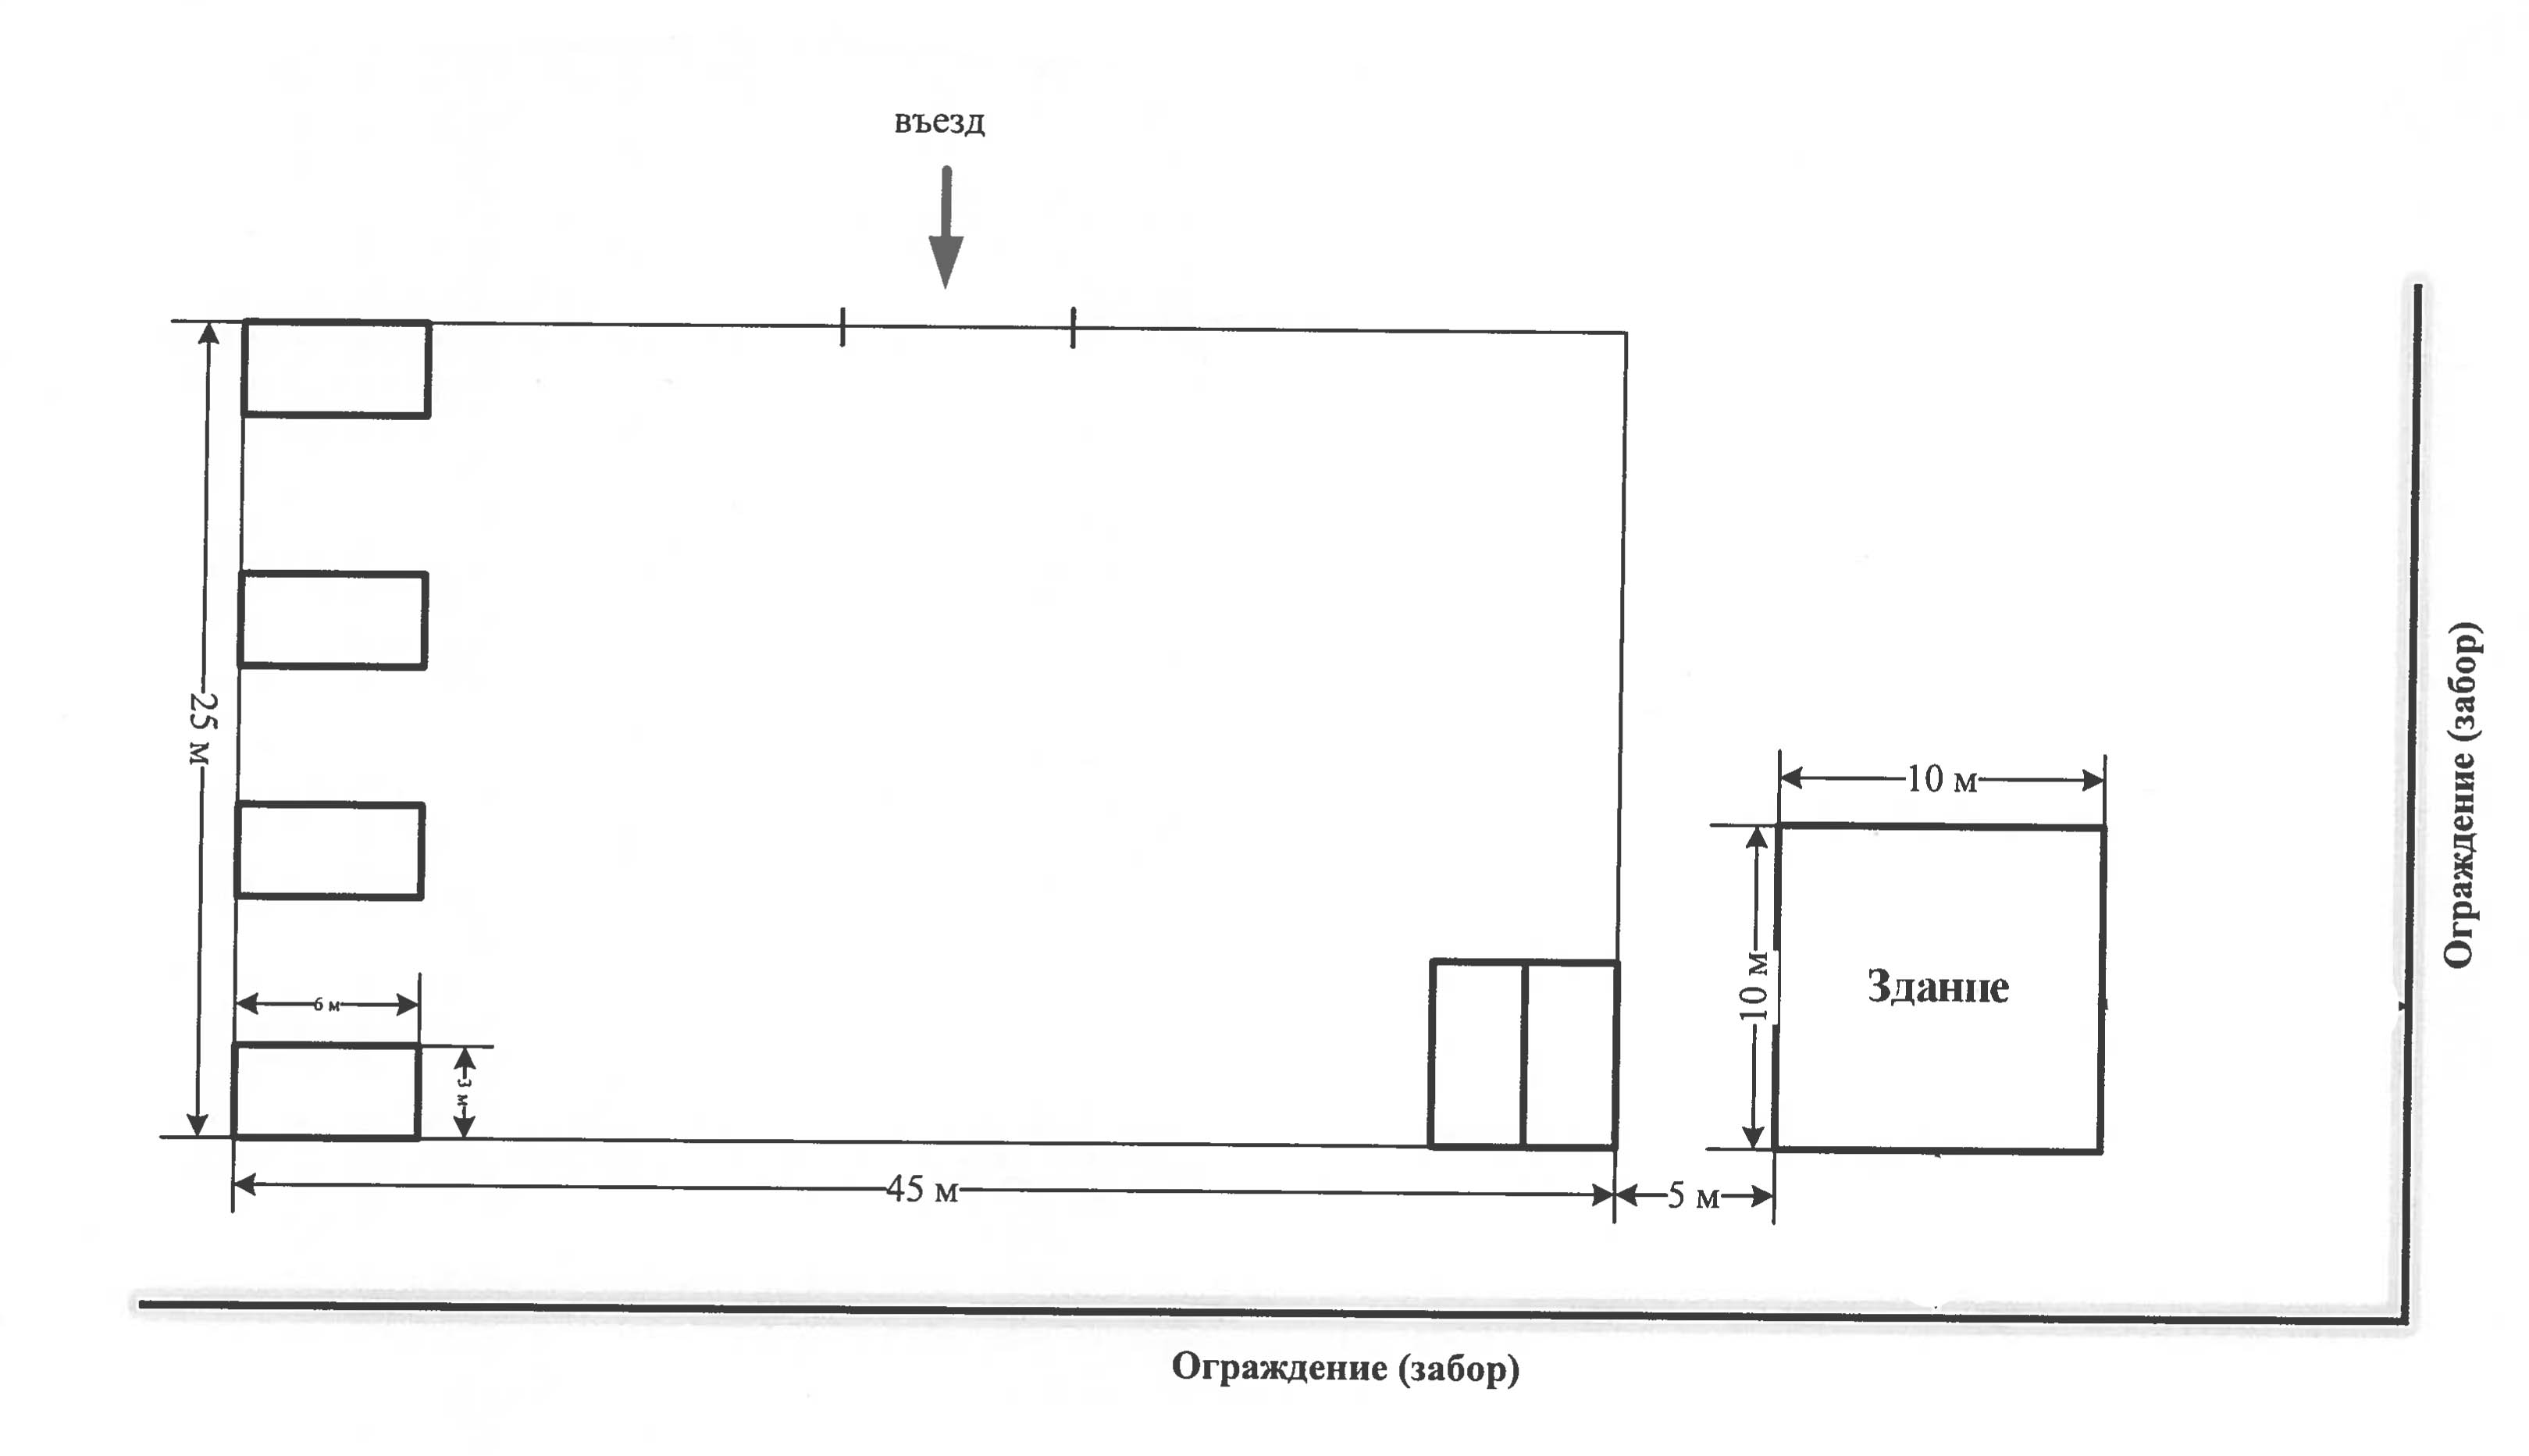 въезд
25 м
Ограждение (забор)
10 м
10 м
Здание
6 м
3 м
45 м
5 м
Ограждение (забор)